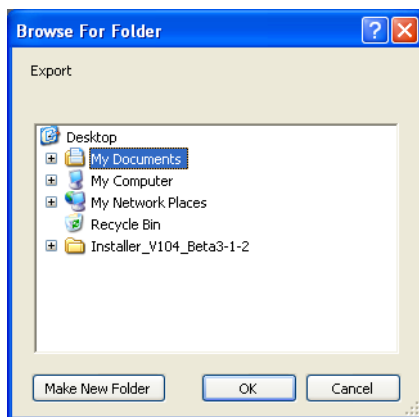 Browse For Folder
Export
Desktop
My Documents
My Computer
My Network Places
Recycle Bin
Installer_V104_Beta3-1-2
Make New Folder
OK
Cancel